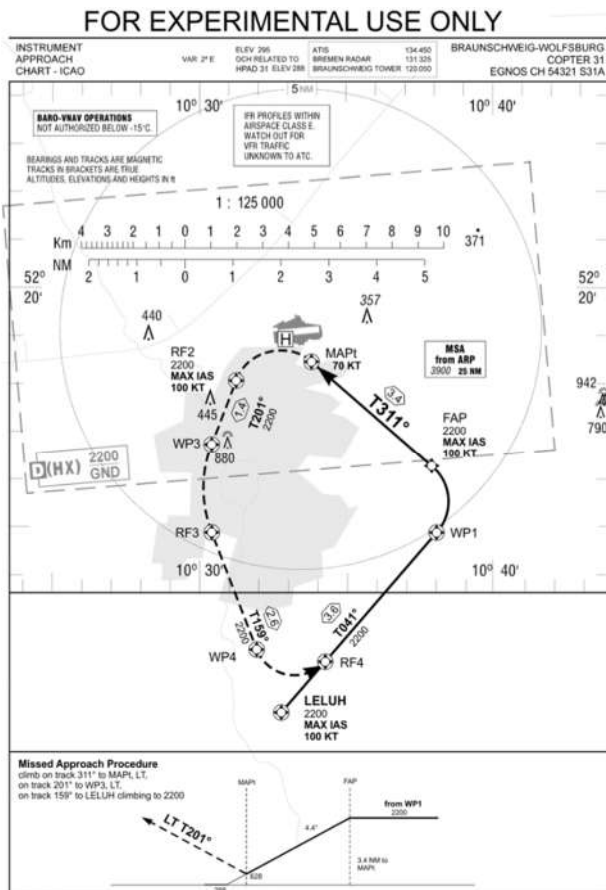 FOR EXPERIMENTAL USE ONLY
INSTRUMENT
APPROACH
CHART - ICAO
VAR 2° E
ELEV 295
OCH RELATED TO
HPAD 31 ELEV 288
ATIS 134.450
BREMEN RADAR 131.325
BRAUNSCHWEIG TOWER 120.050
BRAUNSCHWEIG-WOLFSBURG
COPTER 31
EGNOS CH 54321 S31A
5 NM
10° 30'
10° 40'
BARO-VNAV OPERATIONS
NOT AUTHORIZED BELOW -15°C.
IFR PROFILES WITHIN
AIRSPACE CLASS E.
WATCH OUT FOR
VFR TRAFFIC
UNKNOWN TO ATC.
BEARINGS AND TRACKS ARE MAGNETIC
TRACKS IN BRACKETS ARE TRUE
ALTITUDES, ELEVATIONS AND HEIGHTS IN ft
1 : 125 000
Km 4 3 2 1 0 1 2 3 4 5 6 7 8 9 10
371
NM 2 1 0 1 2 3 4 5
52°
20'
52°
20'
440
357
H
RF2
2200
MAX IAS
100 KT
MAPt
70 KT
MSA
from ARP
3900 25 NM
942
790
445
1.4
T201°
2200
3.4
T311°
FAP
2200
MAX IAS
100 KT
WP3
880
D(HX) 2200
GND
RF3
WP1
10° 30'
10° 40'
2.6
T159°
2200
3.6
T041°
2200
WP4
RF4
LELUH
2200
MAX IAS
100 KT
Missed Approach Procedure
climb on track 311° to MAPt, LT,
on track 201° to WP3, LT,
on track 159° to LELUH climbing to 2200
MAPt
FAP
from WP1
2200
LT T201°
4.4°
628
3.4 NM to
MAPt